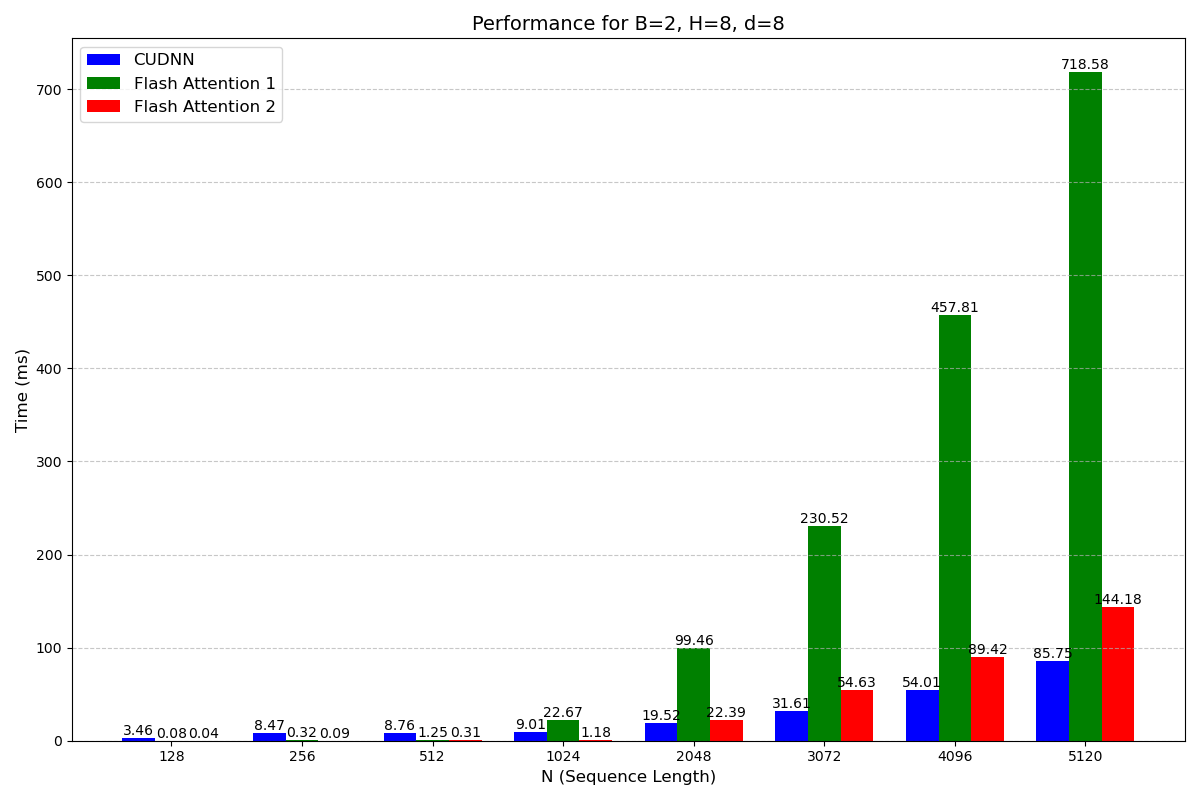 Performance for B=2, H=8, d=8
CUDNN
Flash Attention 1
Flash Attention 2
Time (ms)
700
600
500
400
300
200
100
0
3.46 0.08 0.04
8.47 0.32 0.09
8.76 1.25 0.31
9.01 22.67 1.18
19.52 99.46 22.39
31.61 230.52 54.63
54.01 457.81 89.42
85.75 718.58 144.18
128 256 512 1024 2048 3072 4096 5120
N (Sequence Length)